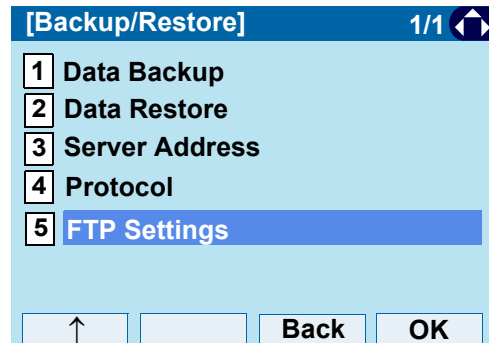 [Backup/Restore] 1/1
1 Data Backup
2 Data Restore
3 Server Address
4 Protocol
5 FTP Settings
↑ Back OK